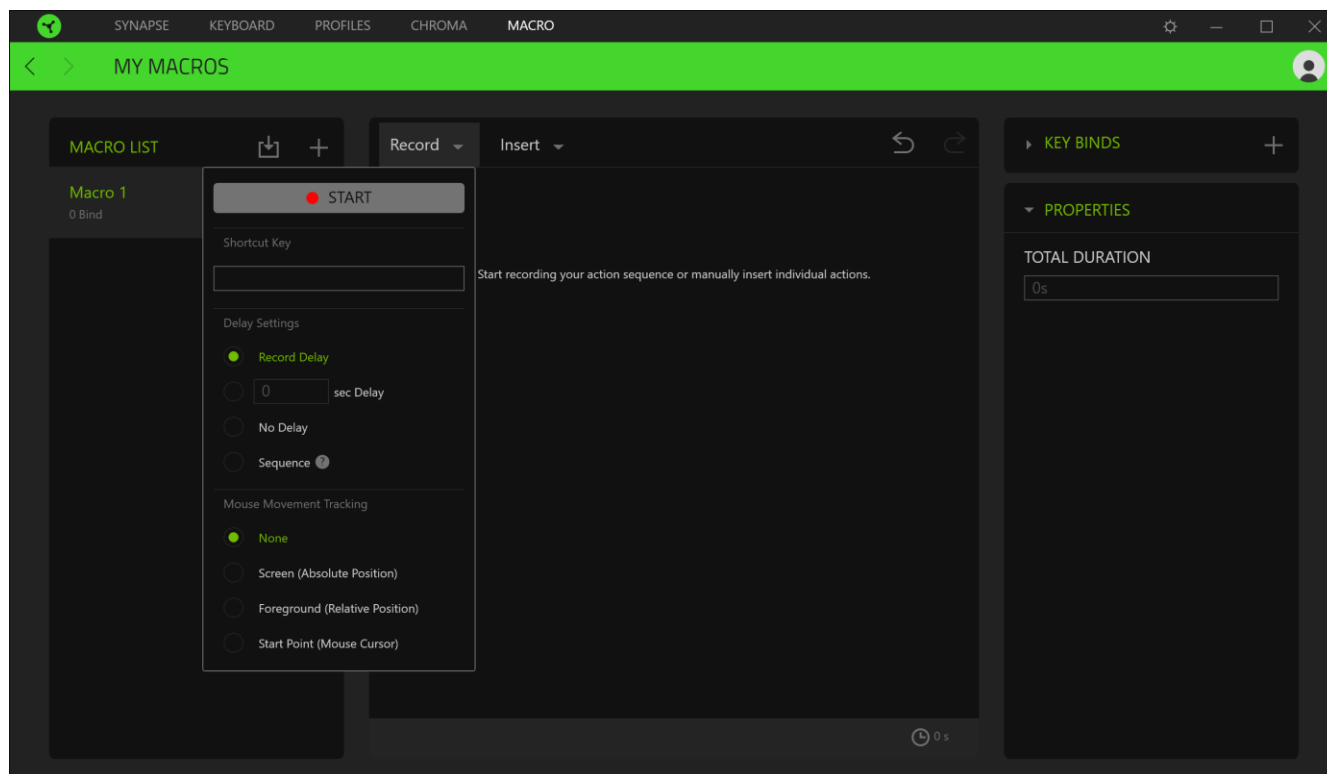 SYNAPSE KEYBOARD PROFILES CHROMA MACRO
MY MACROS
MACRO LIST
Macro 1
0 Bind
Record Insert
START
Shortcut Key
Delay Settings
Record Delay
0 sec Delay
No Delay
Sequence ?
Mouse Movement Tracking
None
Screen (Absolute Position)
Foreground (Relative Position)
Start Point (Mouse Cursor)
Start recording your action sequence or manually insert individual actions.
0 s
KEY BINDS
PROPERTIES
TOTAL DURATION
0s